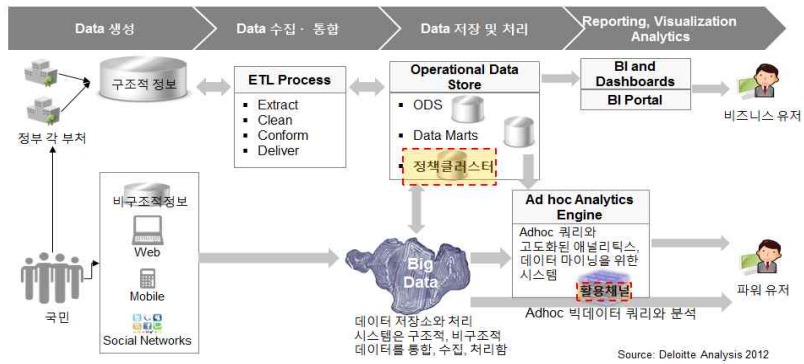 Data 생성
Data 수집 · 통합
Data 저장 및 처리
Reporting, Visualization
Analytics
정부 각 부처
구조적 정보
ETL Process
▪ Extract
▪ Clean
▪ Conform
▪ Deliver
Operational Data
Store
▪ ODS
▪ Data Marts
▪ 정책클러스터
BI and
Dashboards
BI Portal
비즈니스 유저
국민
비구조적정보
Web
Mobile
Social Networks
Big
Data
데이터 저장소와 처리
시스템은 구조적, 비구조적
데이터를 통합, 수집, 처리함
Ad hoc Analytics
Engine
Adhoc 쿼리와
고도화된 애널리틱스,
데이터 마이닝을 위한
시스템
활용채널
Adhoc 빅데이터 쿼리와 분석
파워 유저
Source: Deloitte Analysis 2012